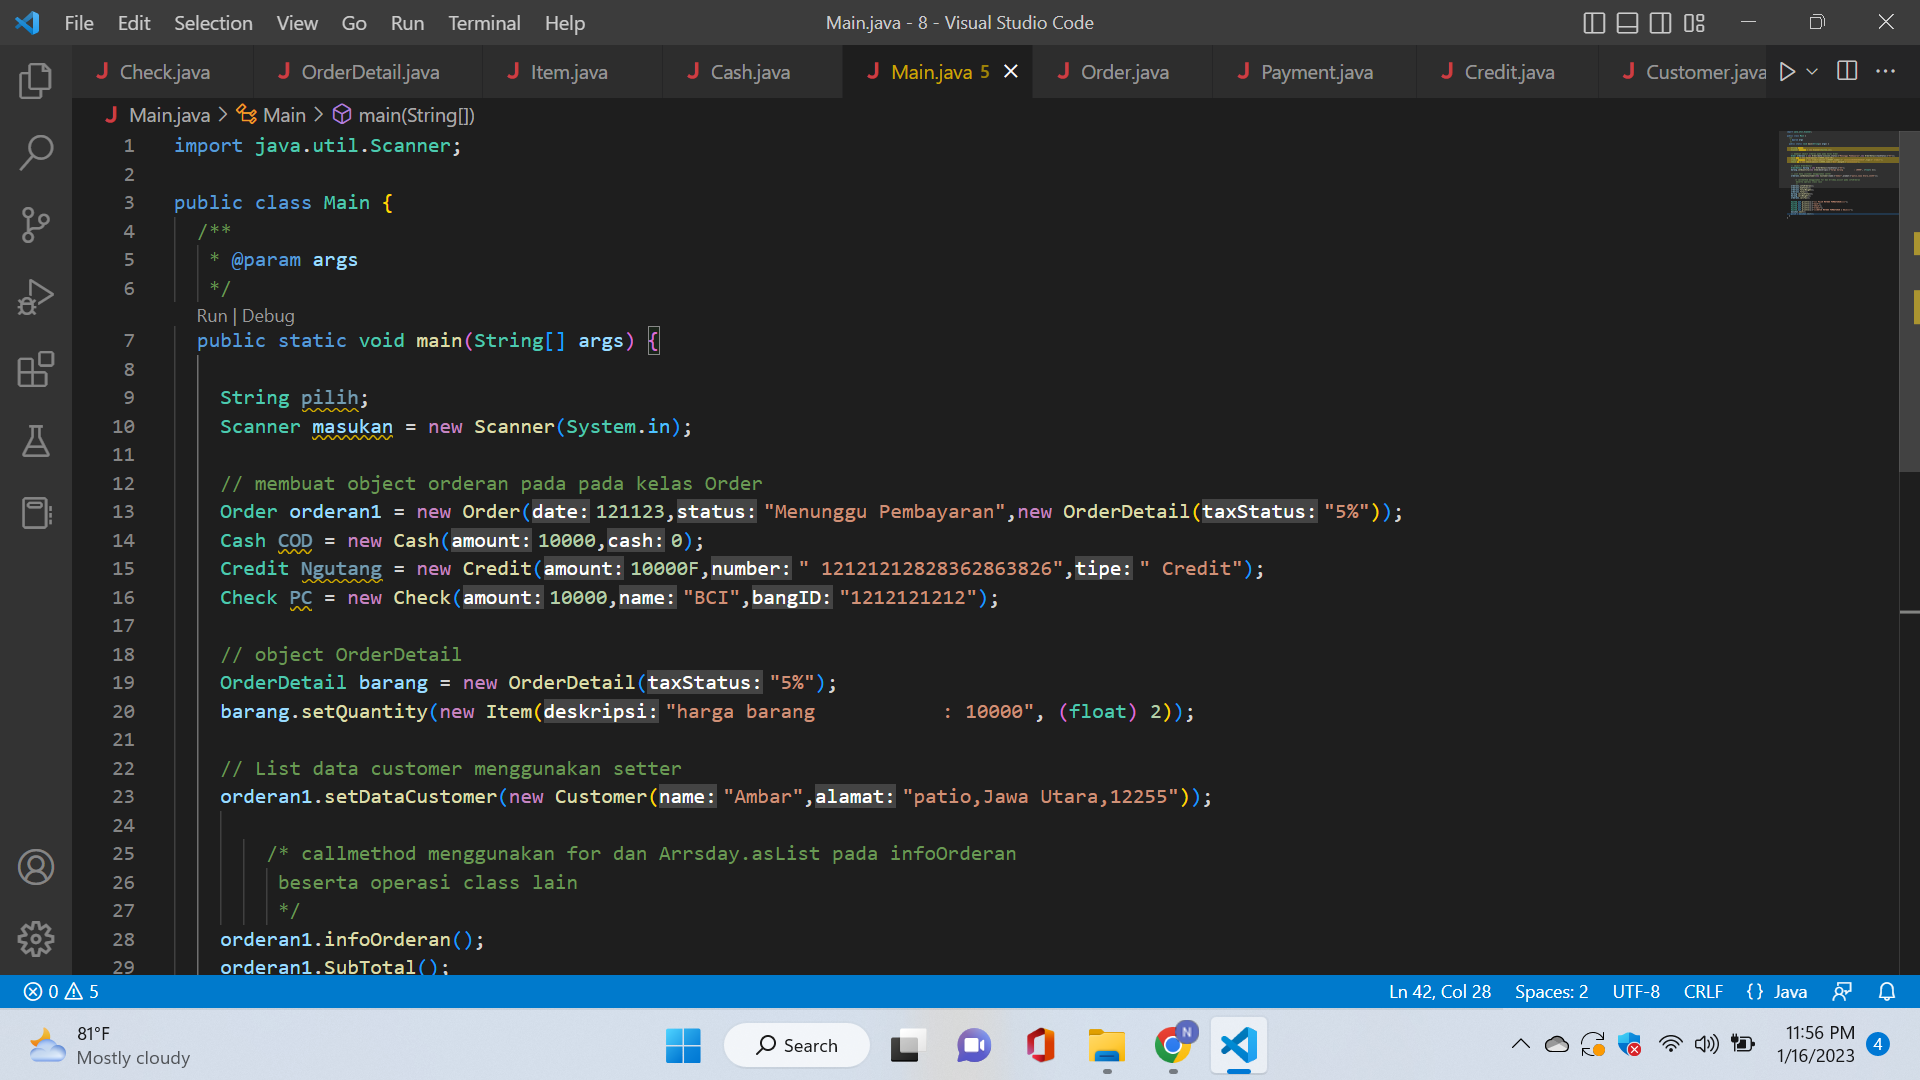 File Edit Selection View Go Run Terminal Help
Main.java - 8 - Visual Studio Code
Check.java OrderDetail.java Item.java Cash.java Main.java 5 Order.java Payment.java Credit.java Customer.java
Main.java > Main > main(String[])
1 import java.util.Scanner;
2
3 public class Main {
4 /**
5 * @param args
6 */
Run | Debug
7 public static void main(String[] args) {
8
9 String pilih;
10 Scanner masukan = new Scanner(System.in);
11
12 // membuat object orderan pada pada kelas Order
13 Order orderan1 = new Order(date: 121123,status: "Menunggu Pembayaran",new OrderDetail(taxStatus: "5%"));
14 Cash COD = new Cash(amount: 10000,cash: 0);
15 Credit Ngutang = new Credit(amount: 10000F,number: " 12121212828362863826",tipe: " Credit");
16 Check PC = new Check(amount: 10000,name: "BCI",bangID: "1212121212");
17
18 // object OrderDetail
19 OrderDetail barang = new OrderDetail(taxStatus: "5%");
20 barang.setQuantity(new Item(deskripsi: "harga barang           : 10000", (float) 2));
21
22 // List data customer menggunakan setter
23 orderan1.setDataCustomer(new Customer(name: "Ambar",alamat: "patio,Jawa Utara,12255"));
24
25 /* callmethod menggunakan for dan Arrsday.asList pada infoOrderan
26 beserta operasi class lain
27 */
28 orderan1.infoOrderan();
29 orderan1.SubTotal();
0 5
Ln 42, Col 28 Spaces: 2 UTF-8 CRLF {} Java
81°F
Mostly cloudy
Search
N
11:56 PM
1/16/2023
4